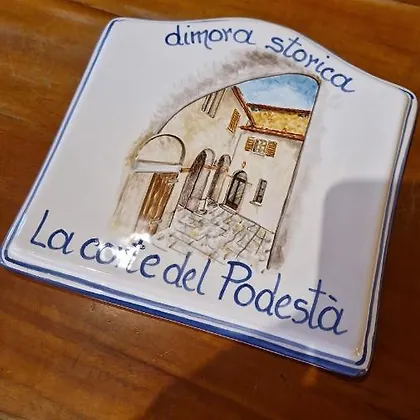 dimora storica
La corte del Podestà